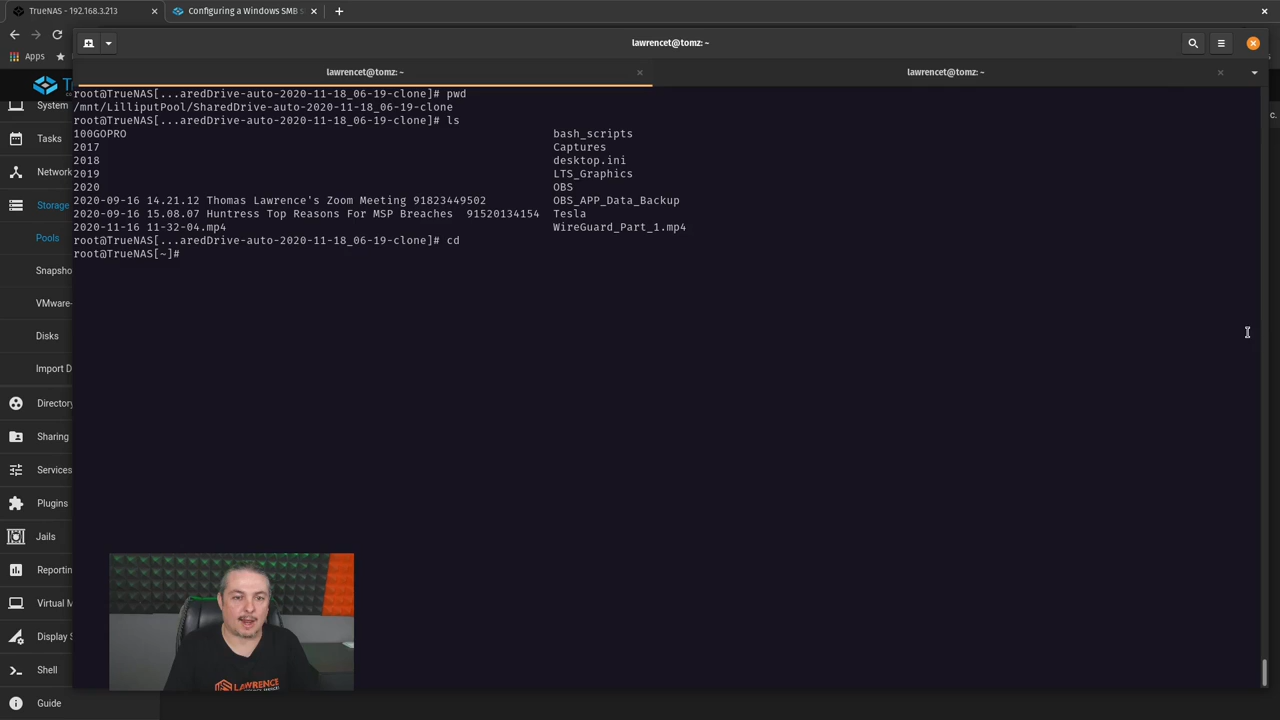 TrueNAS - 192.168.3.213
Configuring a Windows SMB s
Apps
lawrencet@tomz: ~
lawrencet@tomz: ~
lawrencet@tomz: ~
root@TrueNAS[...aredDrive-auto-2020-11-18_06-19-clone]# pwd
/mnt/LilliputPool/SharedDrive-auto-2020-11-18_06-19-clone
root@TrueNAS[...aredDrive-auto-2020-11-18_06-19-clone]# ls
100GOPRO bash_scripts
2017 Captures
2018 desktop.ini
2019 LTS_Graphics
2020 OBS
2020-09-16 14.21.12 Thomas Lawrence's Zoom Meeting 91823449502 OBS_APP_Data_Backup
2020-09-16 15.08.07 Huntress Top Reasons For MSP Breaches  91520134154 Tesla
2020-11-16 11-32-04.mp4 WireGuard_Part_1.mp4
root@TrueNAS[...aredDrive-auto-2020-11-18_06-19-clone]# cd
root@TrueNAS[~]#
System
Tasks
Network
Storage
Pools
Snapsho
VMware-
Disks
Import D
Directory
Sharing
Services
Plugins
Jails
Reportin
Virtual M
Display S
Shell
Guide
c.
LAWRENCE